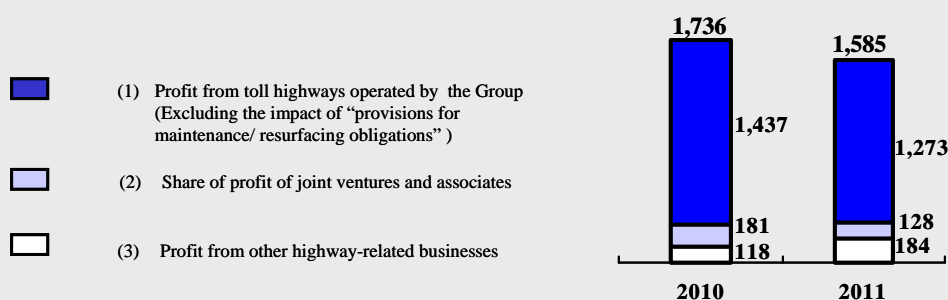 (1) Profit from toll highways operated by the Group
(Excluding the impact of “provisions for
maintenance/ resurfacing obligations” )
(2) Share of profit of joint ventures and associates
(3) Profit from other highway-related businesses
1,736
1,437
181
118
2010
1,585
1,273
128
184
2011